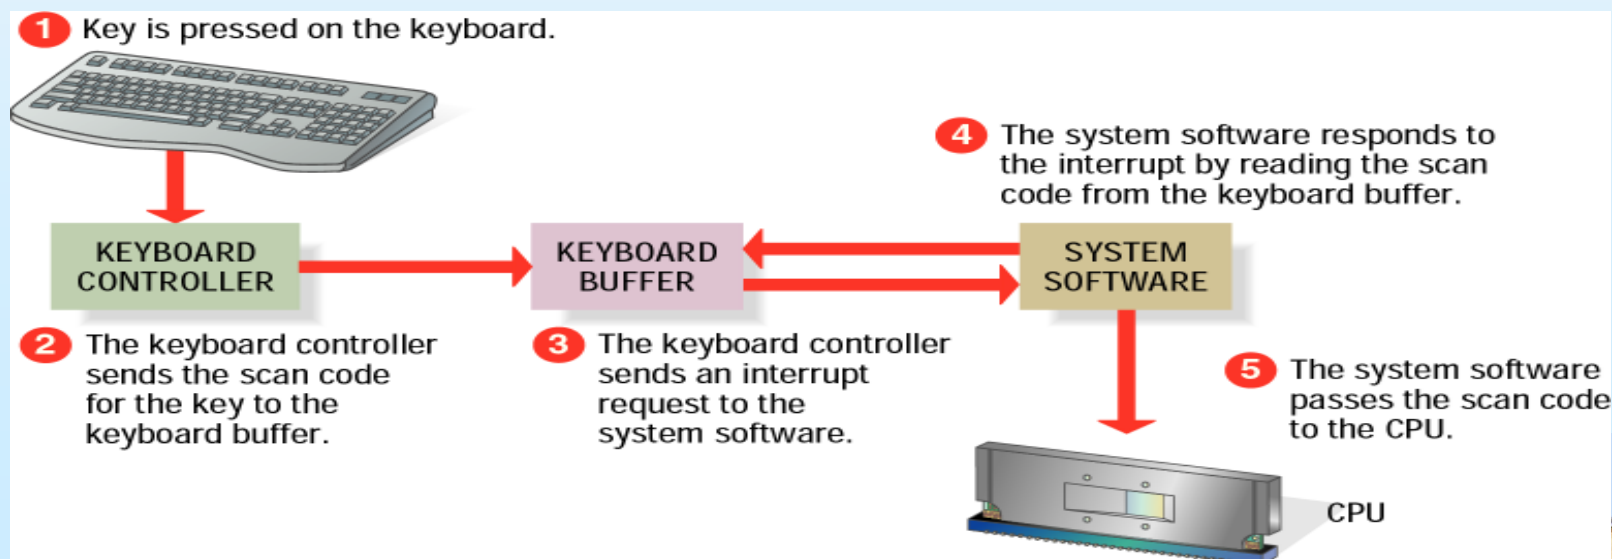 1 Key is pressed on the keyboard.
4 The system software responds to
the interrupt by reading the scan
code from the keyboard buffer.
KEYBOARD
CONTROLLER
KEYBOARD
BUFFER
SYSTEM
SOFTWARE
2 The keyboard controller
sends the scan code
for the key to the
keyboard buffer.
3 The keyboard controller
sends an interrupt
request to the
system software.
5 The system software
passes the scan code
to the CPU.
CPU